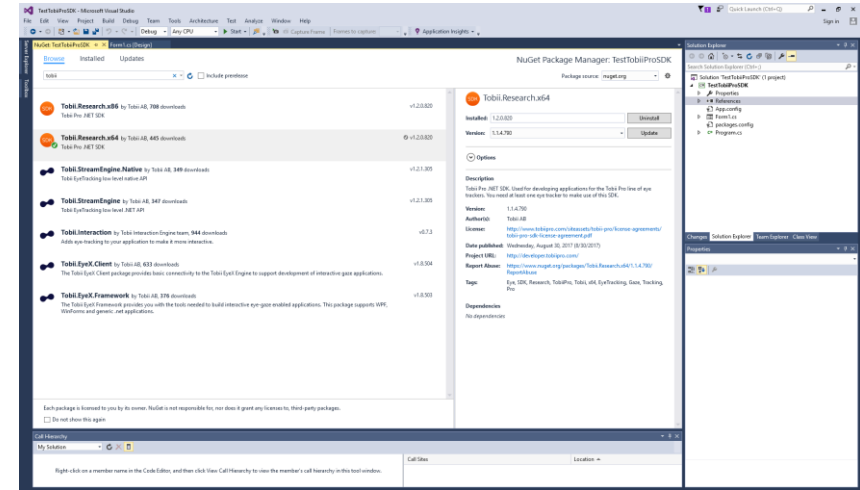 TestTobiiProSDK - Microsoft Visual Studio
Quick Launch (Ctrl+Q)
File Edit View Project Build Debug Team Tools Architecture Test Analyze Window Help
Sign in
Debug Any CPU Start Capture Frame Frames to capture Application Insights
Server Explorer
Toolbox
NuGet: TestTobiiProSDK Form1.cs [Design]
Browse Installed Updates
NuGet Package Manager: TestTobiiProSDK
tobii
Include prerelease
Package source: nuget.org
Tobii.Research.x86 by Tobii AB, 708 downloads
v1.2.0.820
Tobii Pro .NET SDK
Tobii.Research.x64 by Tobii AB, 445 downloads
v1.2.0.820
Tobii Pro .NET SDK
Tobii.StreamEngine.Native by Tobii AB, 349 downloads
v1.2.1.305
Tobii EyeTracking low level native API
Tobii.StreamEngine by Tobii AB, 347 downloads
v1.2.1.305
Tobii EyeTracking low level .NET API
Tobii.Interaction by Tobii Interaction Engine team, 944 downloads
v0.7.3
Adds eye-tracking to your application to make it more interactive.
Tobii.EyeX.Client by Tobii AB, 633 downloads
v1.8.504
The Tobii EyeX Client package provides basic connectivity to the Tobii EyeX Engine to support development of interactive gaze applications.
Tobii.EyeX.Framework by Tobii AB, 376 downloads
v1.8.503
The Tobii EyeX Framework provides you with the tools needed to build interactive eye-gaze enabled applications. This package supports WPF,
WinForms and generic .net applications.
Each package is licensed to you by its owner. NuGet is not responsible for, nor does it grant any licenses to, third-party packages.
Do not show this again
SDK Tobii.Research.x64
Installed: 1.2.0.820 Uninstall
Version: 1.1.4.790 Update
Options
Description
Tobii Pro .NET SDK. Used for developing applications for the Tobii Pro line of eye
trackers. You need at least one eye tracker to make use of this SDK.
Version: 1.1.4.790
Author(s): Tobii AB
License: http://www.tobiipro.com/siteassets/tobii-pro/license-agreements/
tobii-pro-sdk-license-agreement.pdf
Date published: Wednesday, August 30, 2017 (8/30/2017)
Project URL: http://developer.tobiipro.com/
Report Abuse: https://www.nuget.org/packages/Tobii.Research.x64/1.1.4.790/
ReportAbuse
Tags: Eye, SDK, Research, TobiiPro, Tobii, x64, EyeTracking, Gaze, Tracking,
Pro
Dependencies
No dependencies
Solution Explorer
Search Solution Explorer (Ctrl+;)
Solution 'TestTobiiProSDK' (1 project)
TestTobiiProSDK
Properties
References
App.config
Form1.cs
packages.config
Program.cs
Changes Solution Explorer Team Explorer Class View
Properties
Call Hierarchy
My Solution
Right-click on a member name in the Code Editor, and then click View Call Hierarchy to view the member's call hierarchy in this tool window.
Call Sites Location